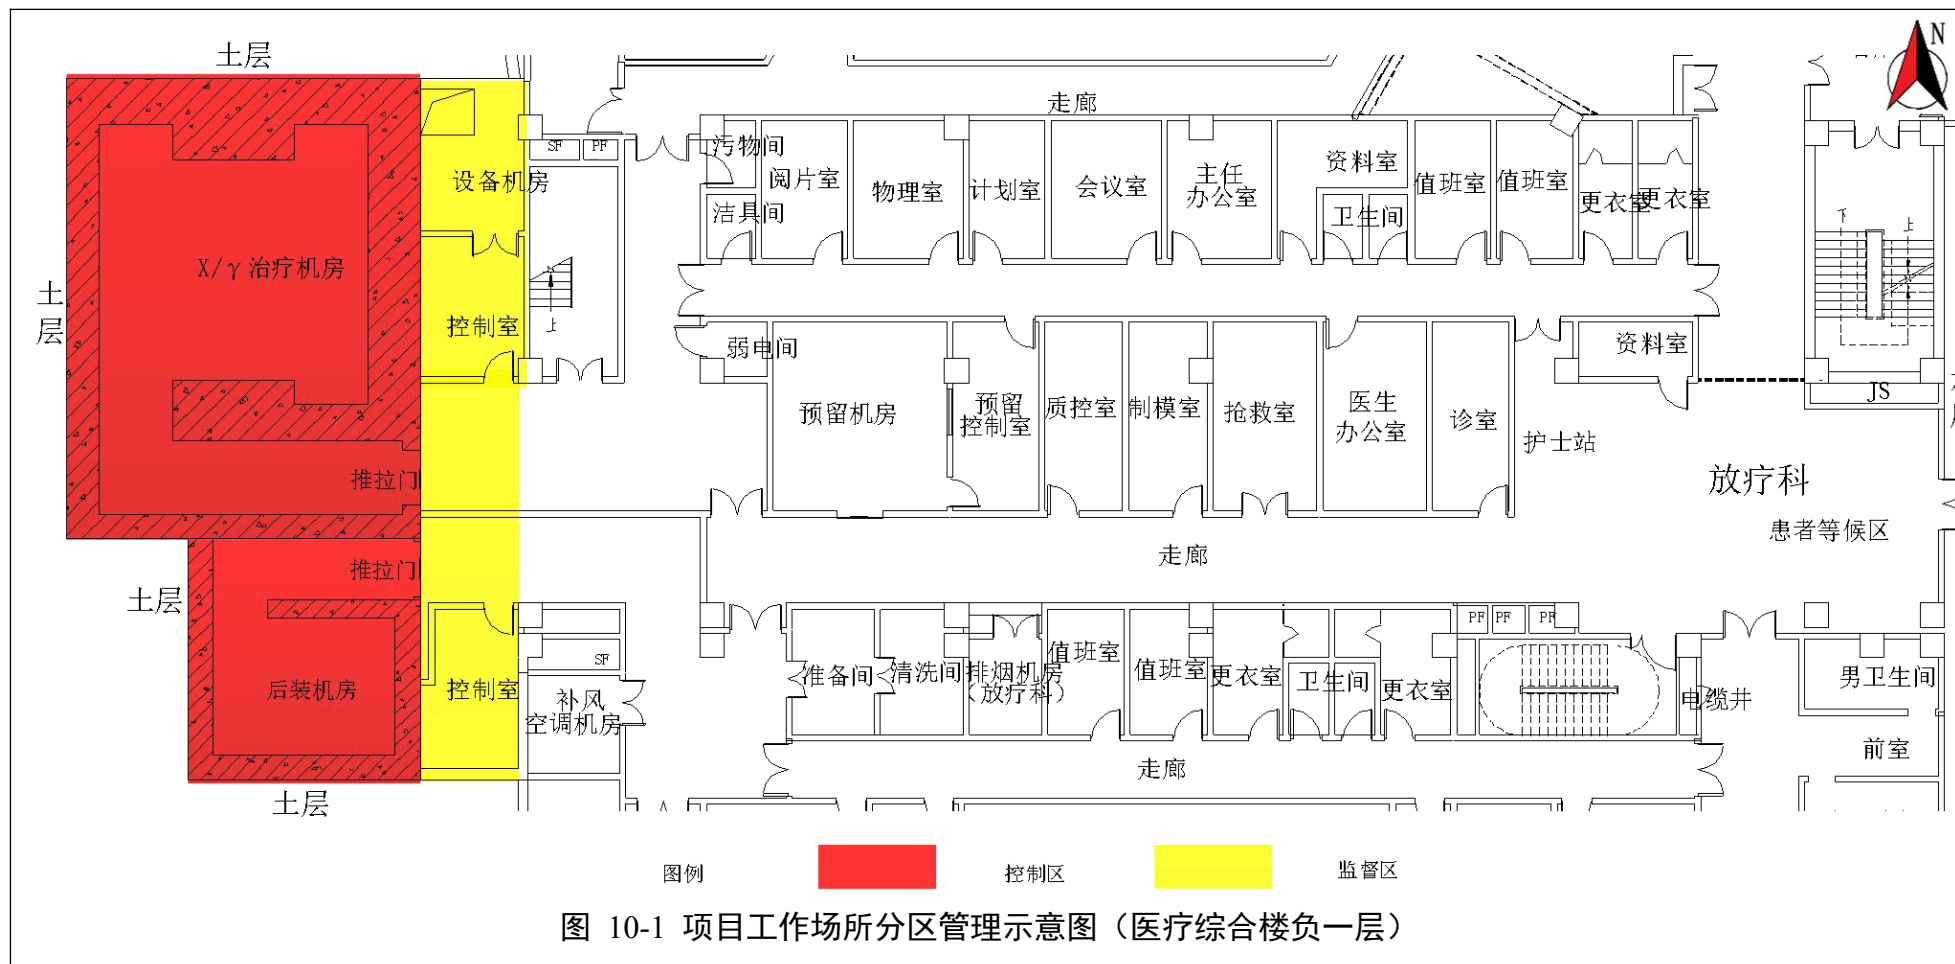 N
土层
走廊
污物间
SF
PF
阅片室
物理室
计划室
会议室
主任
办公室
资料室
卫生间
值班室
值班室
更衣室
更衣室
设备机房
洁具间
下
上
X/γ治疗机房
土
层
控制室
上
弱电间
资料室
预留机房
预留
控制室
质控室
制模室
抢救室
医生
办公室
诊室
护士站
JS
推拉门
放疗科
患者等候区
推拉门
走廊
土层
后装机房
控制室
SF
补风
空调机房
准备间
清洗间
排烟机房
（放疗科）
值班室
值班室
更衣室
卫生间
更衣室
PF
PF
PF
电缆井
男卫生间
前室
走廊
土层
图例
控制区
监督区
图 10-1 项目工作场所分区管理示意图（医疗综合楼负一层）